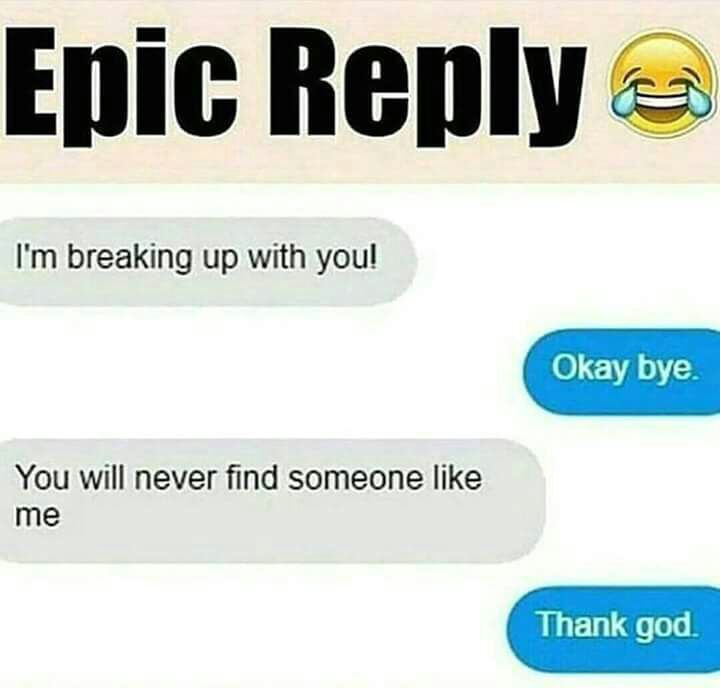 Epic Reply 😂
I'm breaking up with you!
Okay bye.
You will never find someone like
me
Thank god.